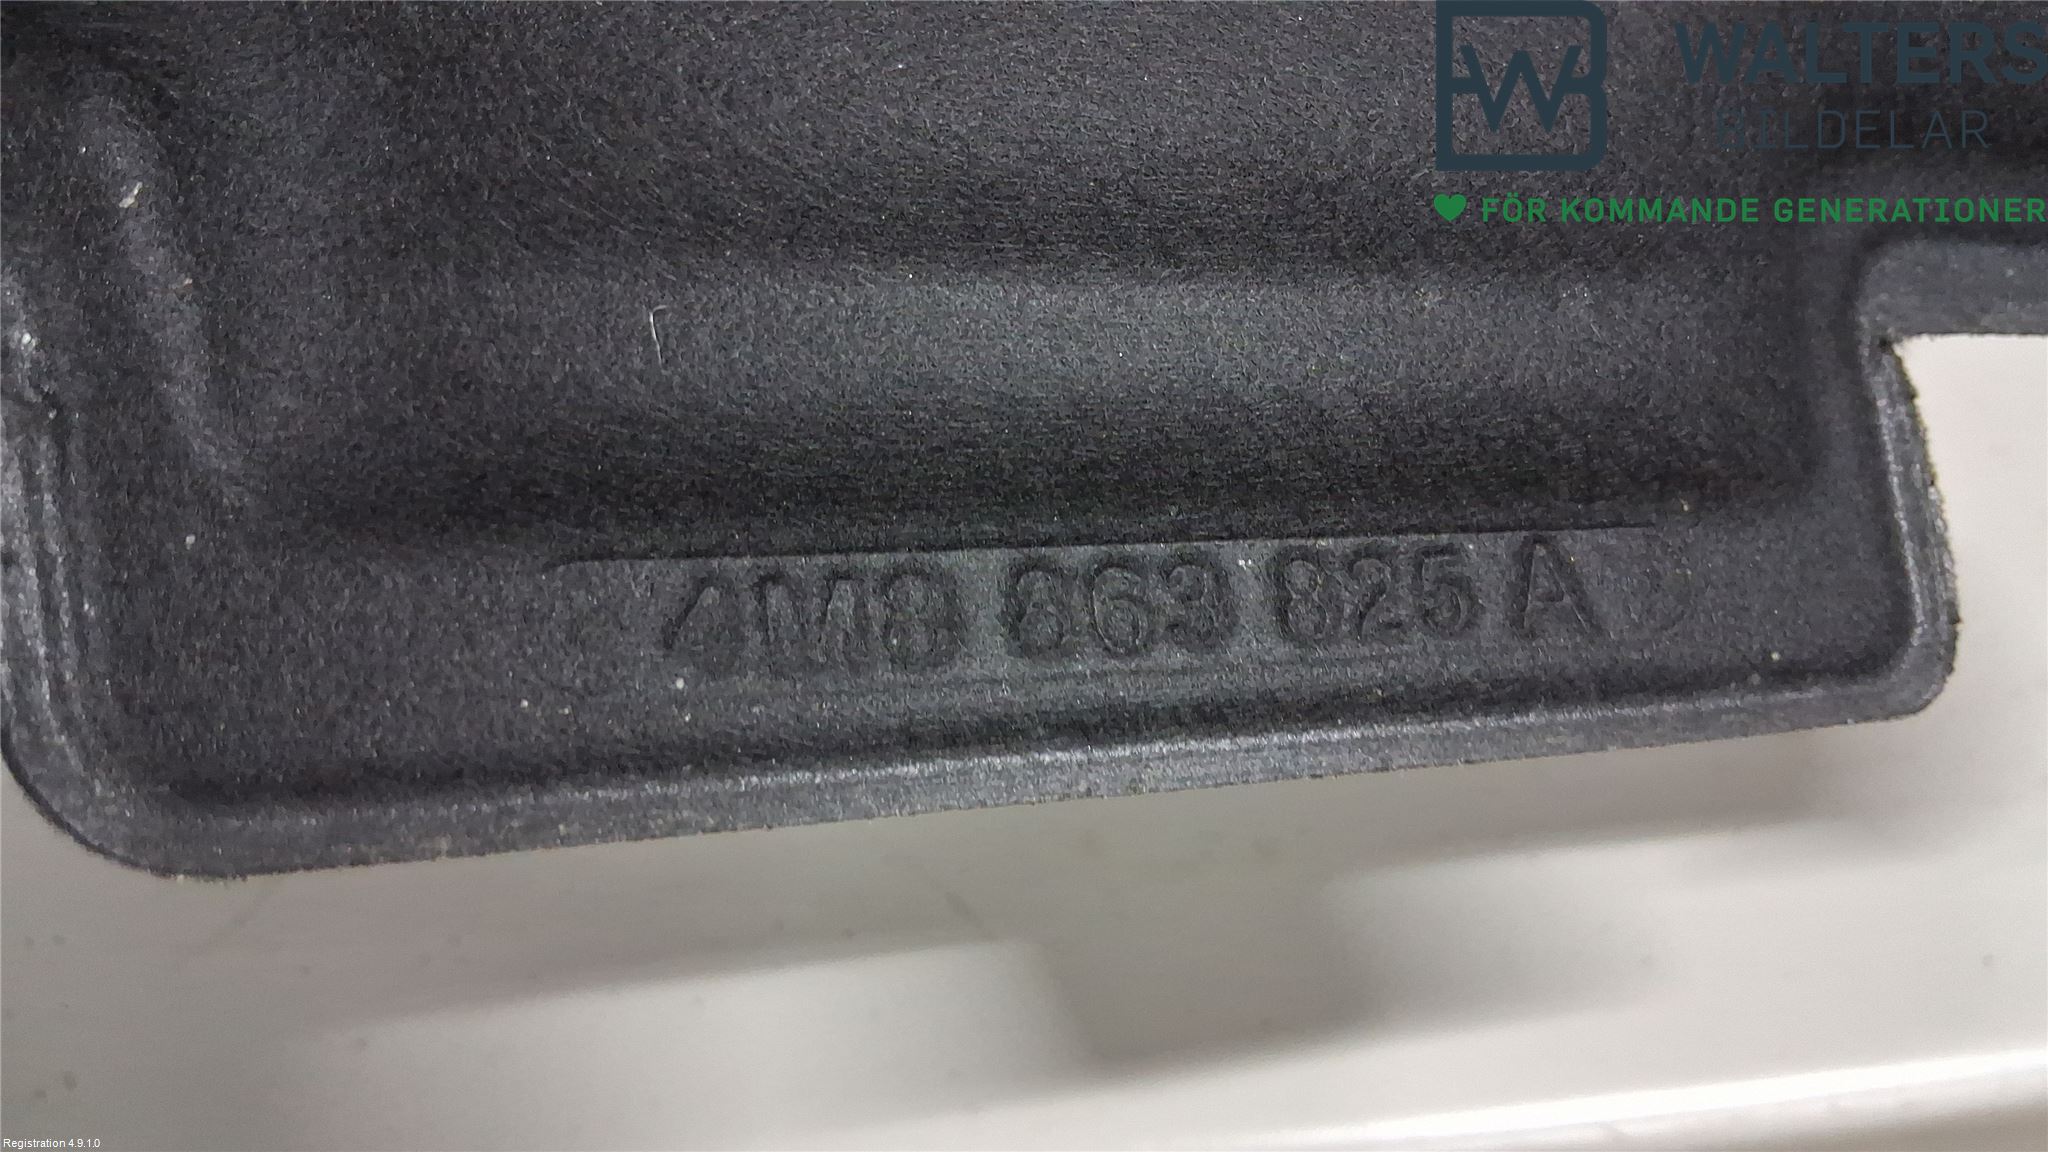 WALTERS
BILDELAR
FÖR KOMMANDE GENERATIONER
4M8 863 825 A
Registration 4.9.1.0